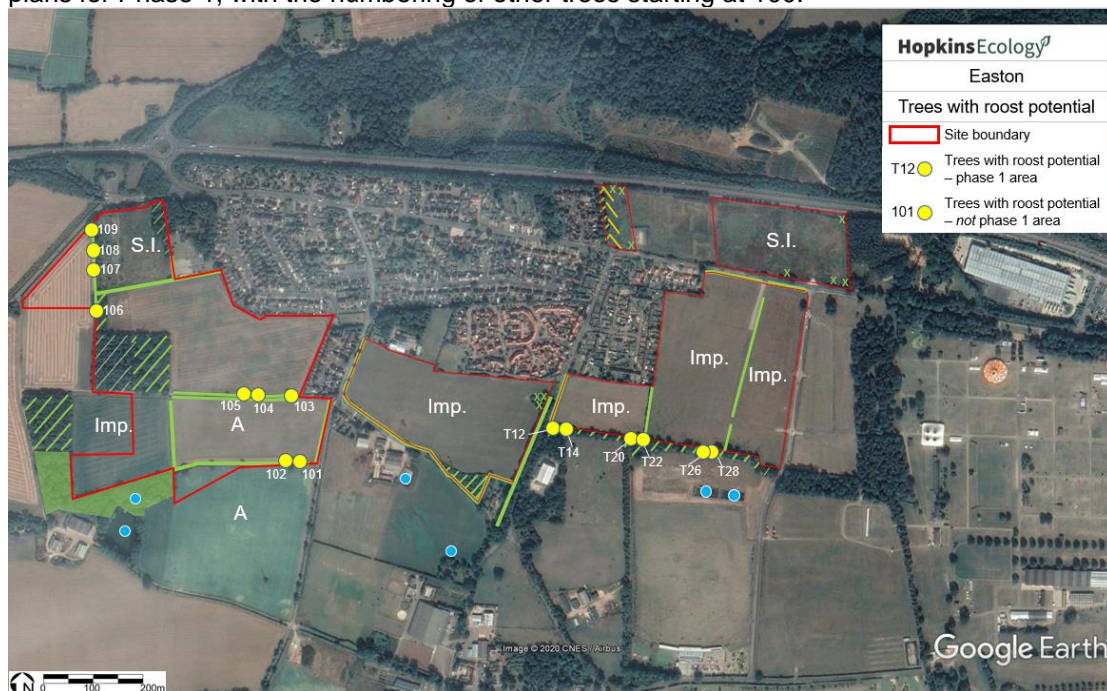 plans for Phase 1, with the numbering of other trees starting at 100.
HopkinsEcology
Easton
Trees with roost potential
Site boundary
T12 Trees with roost potential
– phase 1 area
101 Trees with roost potential
– not phase 1 area
109
108
107
106
S.I.
105
104
103
Imp.
A
102
101
A
Imp.
x x
x
T12
T14
Imp.
T20
T22
T26
T28
Imp.
Imp.
x x
x
S.I.
x
x
x x
Image © 2020 CNES / Airbus
Google Earth
N
0 100 200m